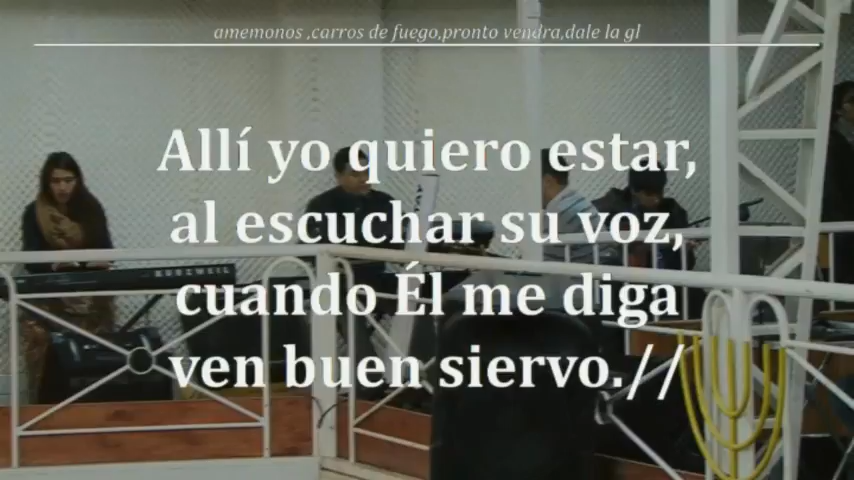 amemonos ,carros de fuego,pronto vendra,dale la gl
Allí yo quiero estar,
al escuchar su voz,
cuando Él me diga
ven buen siervo.//
KURZWEIL